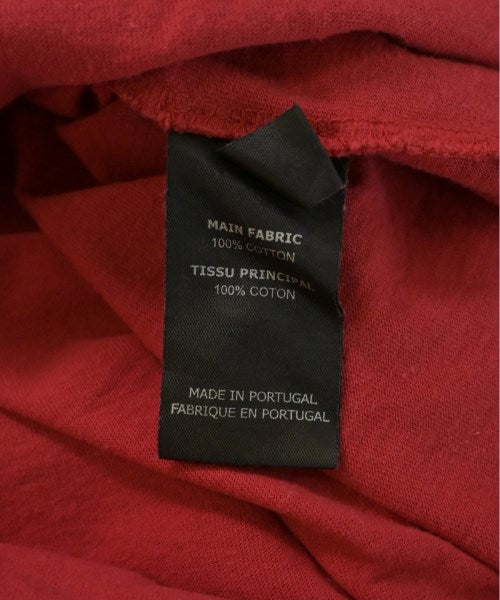 MAIN FABRIC
100% COTTON
TISSU PRINCIPAL
100% COTON
MADE IN PORTUGAL
FABRIQUE EN PORTUGAL